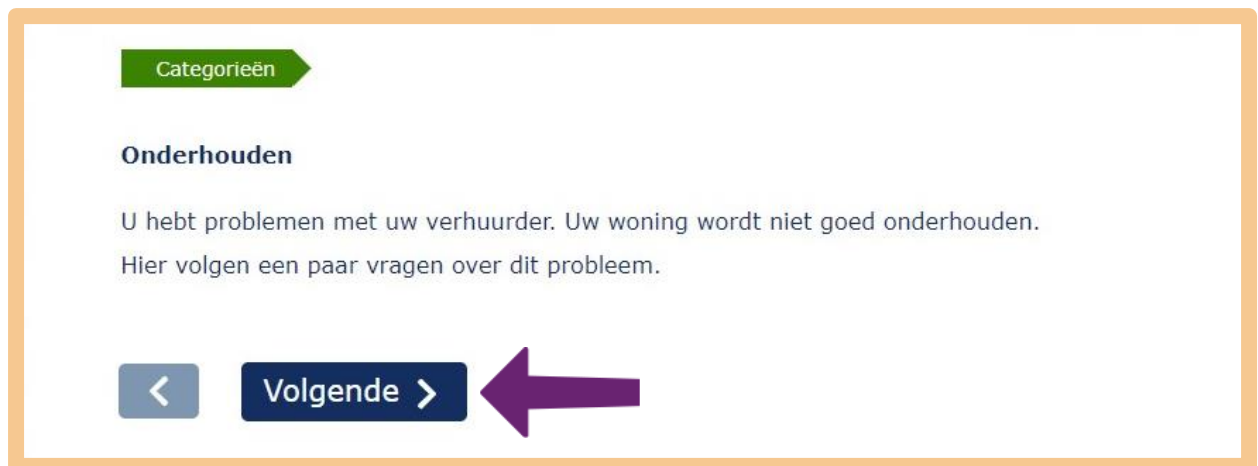 Categorieën
Onderhouden
U hebt problemen met uw verhuurder. Uw woning wordt niet goed onderhouden.
Hier volgen een paar vragen over dit probleem.
Volgende